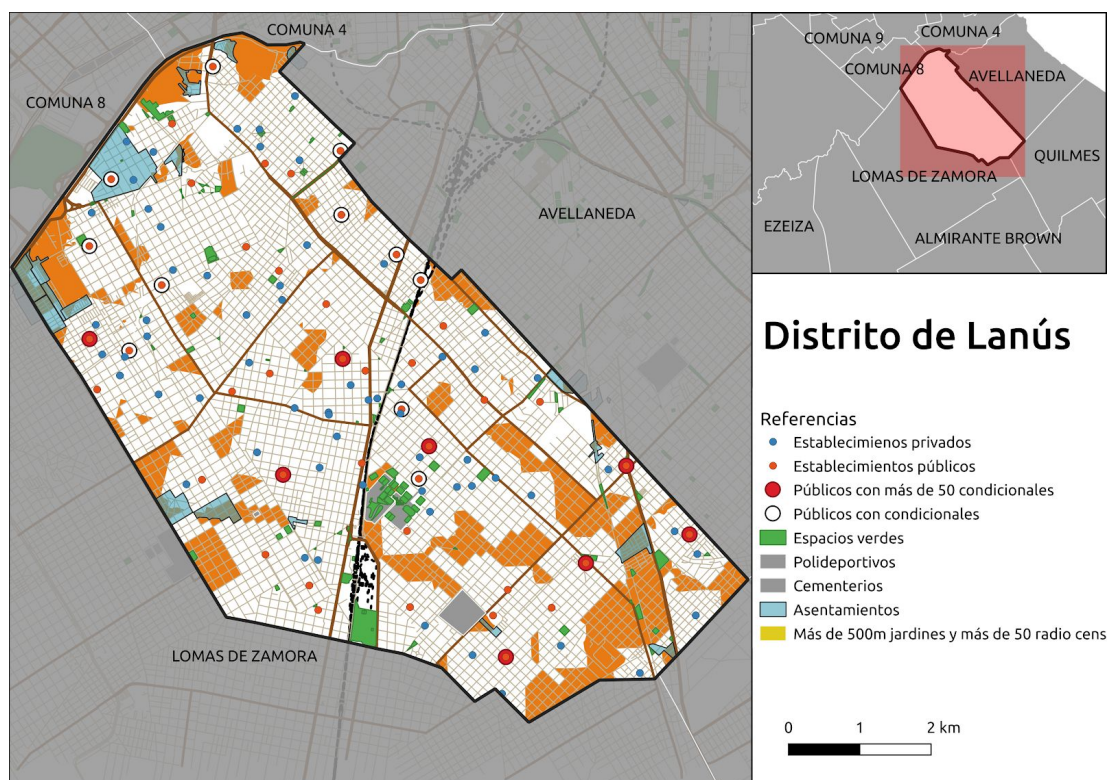 COMUNA 4
COMUNA 8
AVELLANEDA
LOMAS DE ZAMORA
COMUNA 9
COMUNA 4
COMUNA 8
AVELLANEDA
QUILMES
LOMAS DE ZAMORA
EZEIZA
ALMIRANTE BROWN
Distrito de Lanús
Referencias
Establecimienos privados
Establecimientos públicos
Públicos con más de 50 condicionales
Públicos con condicionales
Espacios verdes
Polideportivos
Cementerios
Asentamientos
Más de 500m jardines y más de 50 radio cens
0 1 2 km